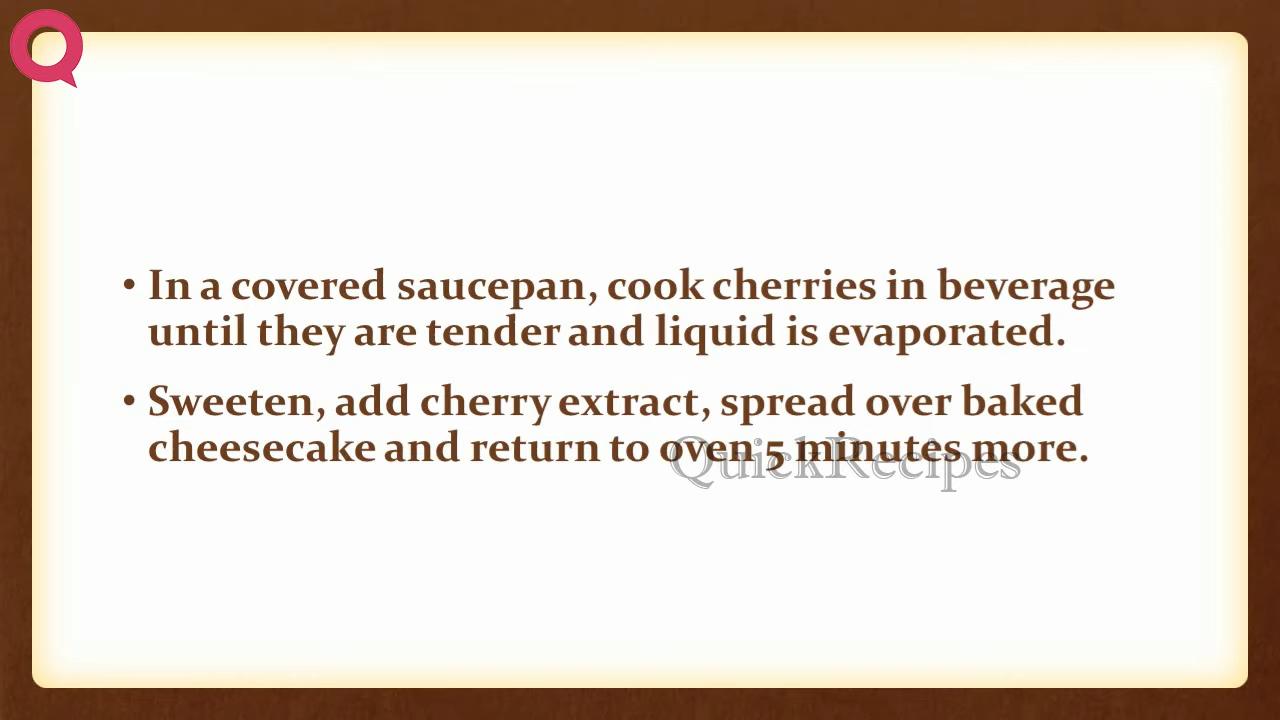 • In a covered saucepan, cook cherries in beverage
until they are tender and liquid is evaporated.
• Sweeten, add cherry extract, spread over baked
cheesecake and return to oven 5 minutes more.
QuickRecipes